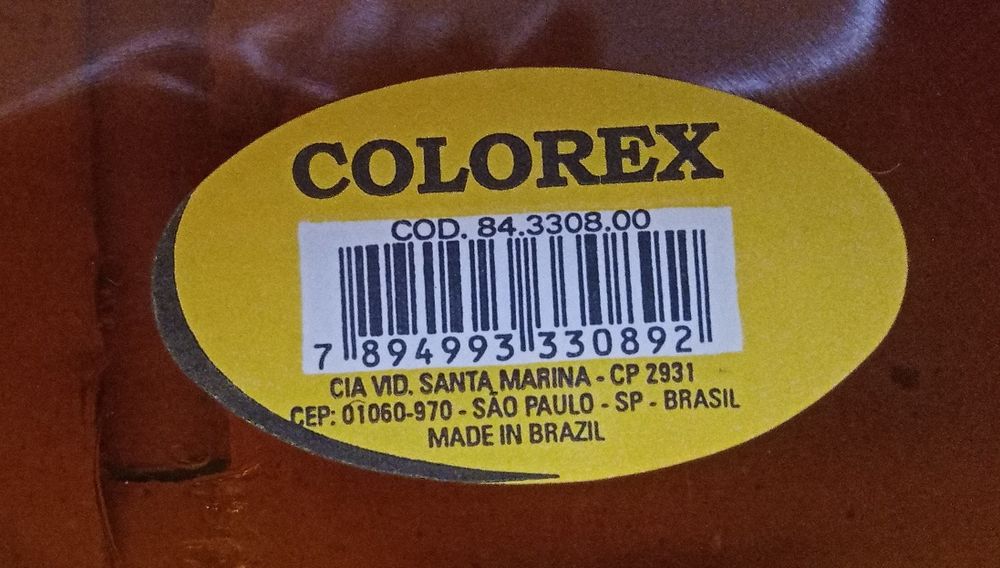 COLOREX
COD. 84.3308.00
7 894993 330892
CIA VID. SANTA MARINA - CP 2931
CEP: 01060-970 - SÃO PAULO - SP - BRASIL
MADE IN BRAZIL